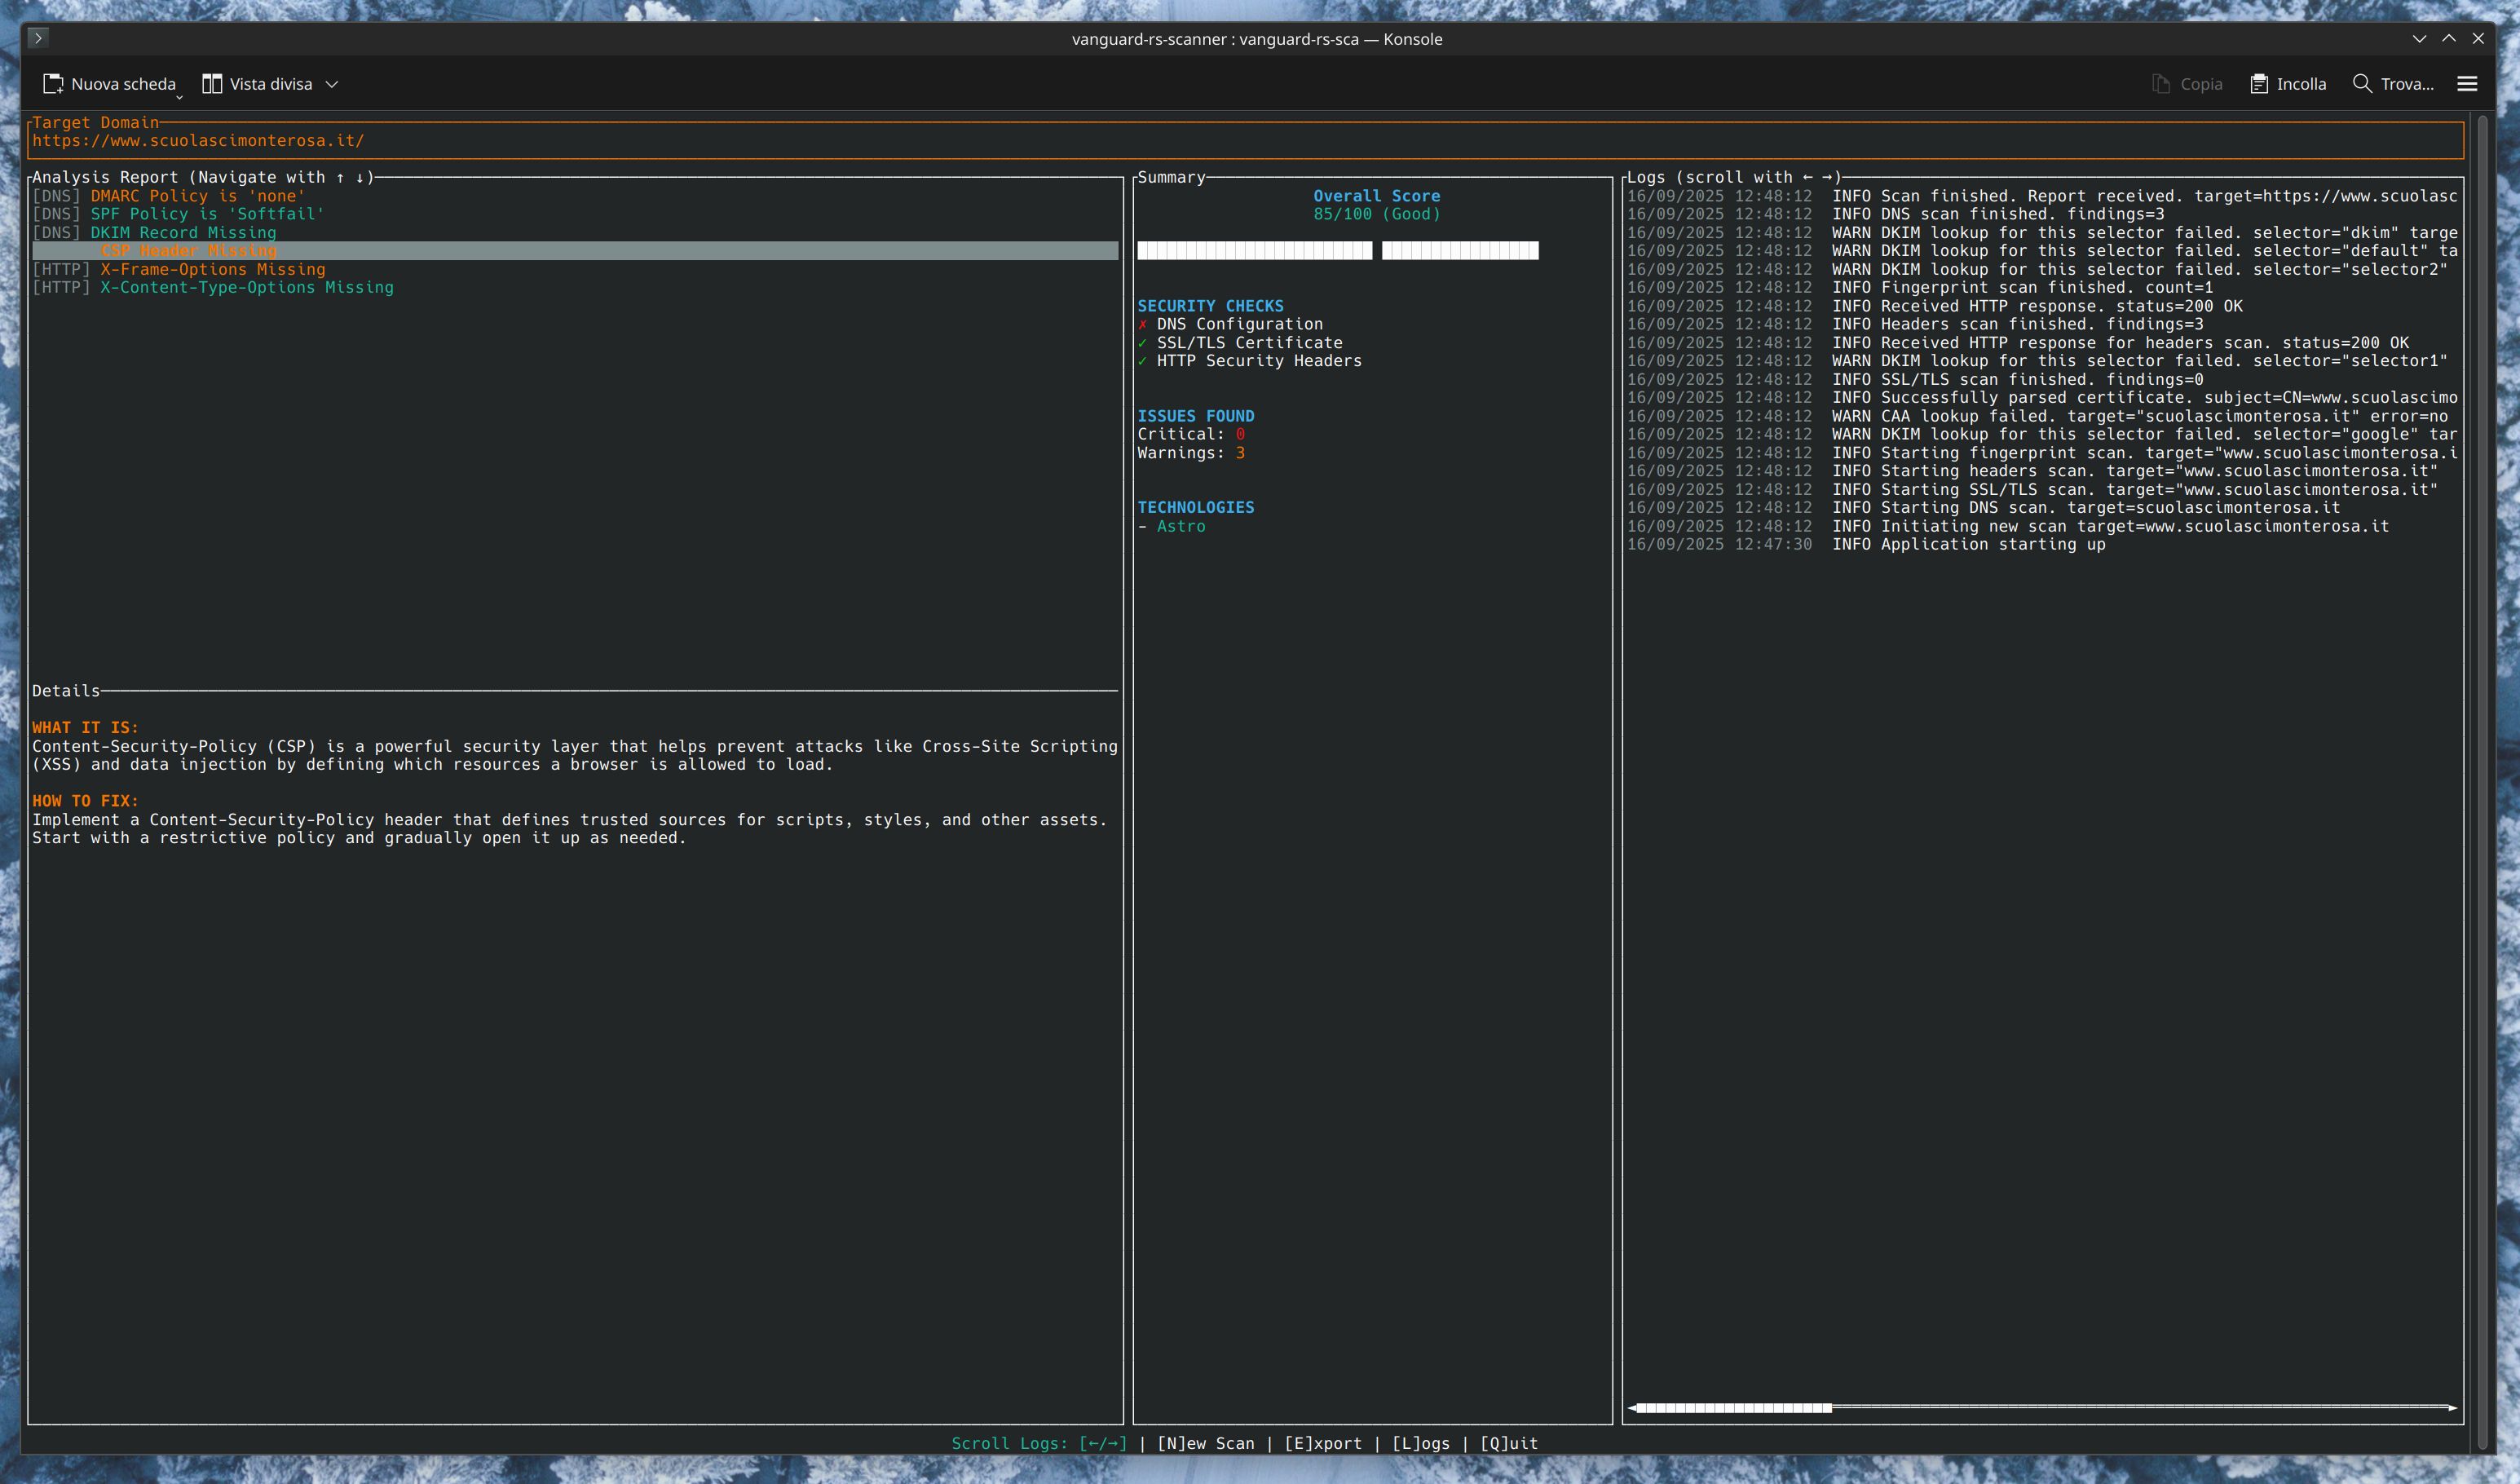 vanguard-rs-scanner : vanguard-rs-sca — Konsole
Nuova scheda
Vista divisa
Copia
Incolla
Trova...
Target Domain
https://www.scuolascimonterosa.it/
Analysis Report (Navigate with ↑ ↓)
[DNS] DMARC Policy is 'none'
[DNS] SPF Policy is 'Softfail'
[DNS] DKIM Record Missing
CSP Header Missing
[HTTP] X-Frame-Options Missing
[HTTP] X-Content-Type-Options Missing
Details
WHAT IT IS:
Content-Security-Policy (CSP) is a powerful security layer that helps prevent attacks like Cross-Site Scripting
(XSS) and data injection by defining which resources a browser is allowed to load.
HOW TO FIX:
Implement a Content-Security-Policy header that defines trusted sources for scripts, styles, and other assets.
Start with a restrictive policy and gradually open it up as needed.
Summary
Overall Score
85/100 (Good)
SECURITY CHECKS
✗ DNS Configuration
✓ SSL/TLS Certificate
✓ HTTP Security Headers
ISSUES FOUND
Critical: 0
Warnings: 3
TECHNOLOGIES
- Astro
Logs (scroll with ← →)
16/09/2025 12:48:12 INFO Scan finished. Report received. target=https://www.scuolasc
16/09/2025 12:48:12 INFO DNS scan finished. findings=3
16/09/2025 12:48:12 WARN DKIM lookup for this selector failed. selector="dkim" targe
16/09/2025 12:48:12 WARN DKIM lookup for this selector failed. selector="default" ta
16/09/2025 12:48:12 WARN DKIM lookup for this selector failed. selector="selector2"
16/09/2025 12:48:12 INFO Fingerprint scan finished. count=1
16/09/2025 12:48:12 INFO Received HTTP response. status=200 OK
16/09/2025 12:48:12 INFO Headers scan finished. findings=3
16/09/2025 12:48:12 INFO Received HTTP response for headers scan. status=200 OK
16/09/2025 12:48:12 WARN DKIM lookup for this selector failed. selector="selector1"
16/09/2025 12:48:12 INFO SSL/TLS scan finished. findings=0
16/09/2025 12:48:12 INFO Successfully parsed certificate. subject=CN=www.scuolascimo
16/09/2025 12:48:12 WARN CAA lookup failed. target="scuolascimonterosa.it" error=no
16/09/2025 12:48:12 WARN DKIM lookup for this selector failed. selector="google" tar
16/09/2025 12:48:12 INFO Starting fingerprint scan. target="www.scuolascimonterosa.i
16/09/2025 12:48:12 INFO Starting headers scan. target="www.scuolascimonterosa.it"
16/09/2025 12:48:12 INFO Starting SSL/TLS scan. target="www.scuolascimonterosa.it"
16/09/2025 12:48:12 INFO Starting DNS scan. target=scuolascimonterosa.it
16/09/2025 12:48:12 INFO Initiating new scan target=www.scuolascimonterosa.it
16/09/2025 12:47:30 INFO Application starting up
Scroll Logs: [←/→] | [N]ew Scan | [E]xport | [L]ogs | [Q]uit